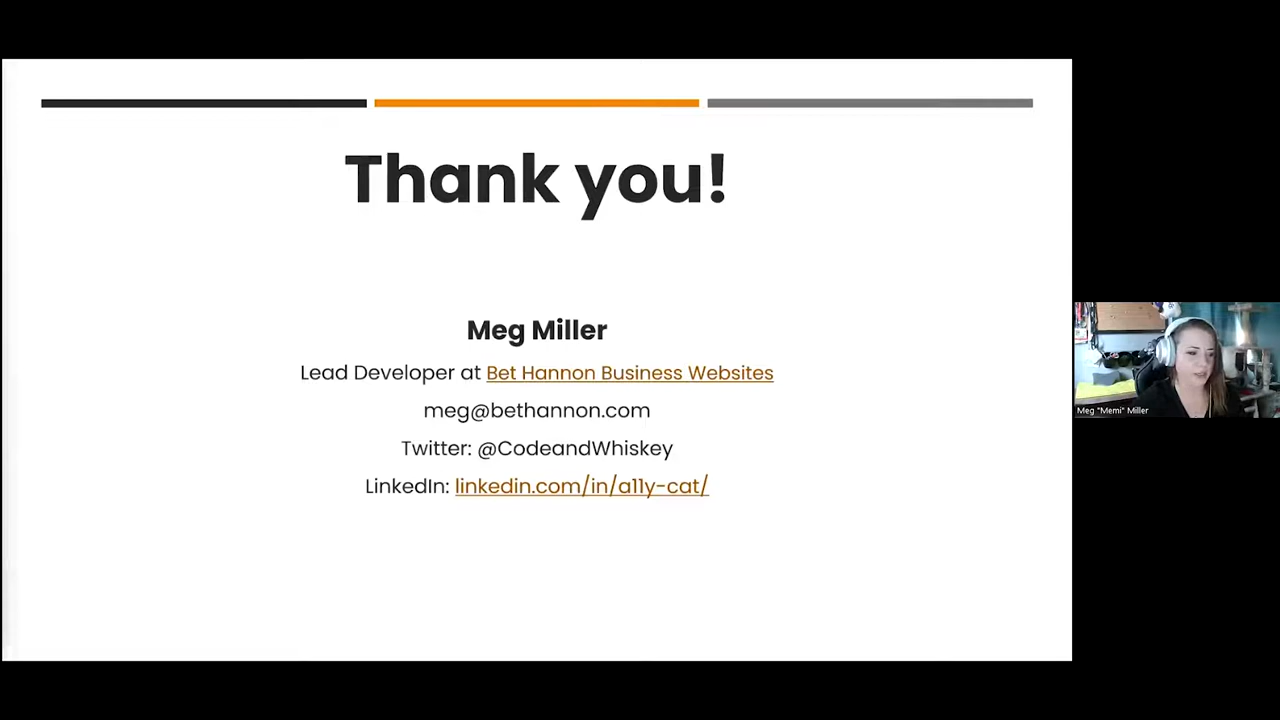 Thank you!
Meg Miller
Lead Developer at Bet Hannon Business Websites
meg@bethannon.com
Twitter: @CodeandWhiskey
LinkedIn: linkedin.com/in/a11y-cat/
Meg "Memi" Miller